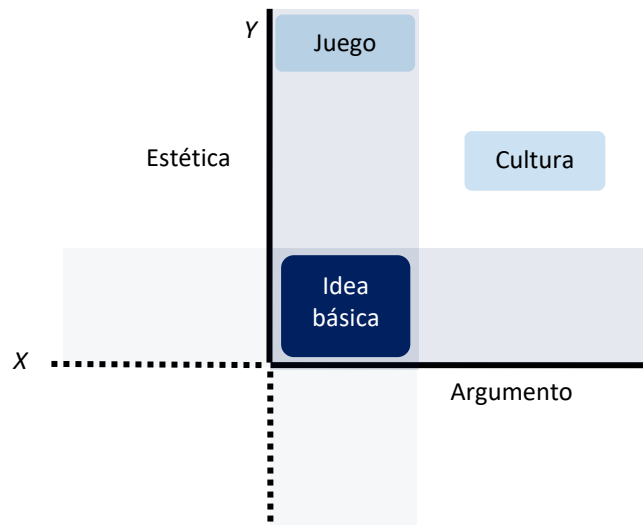 Y
Juego
Estética
Cultura
Idea
básica
X
Argumento